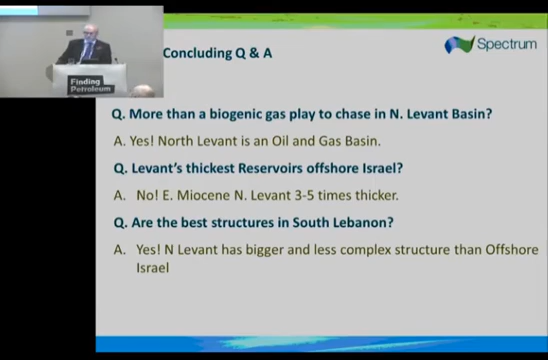 Concluding Q & A
Spectrum
Finding
Petroleum
Q. More than a biogenic gas play to chase in N. Levant Basin?
A. Yes! North Levant is an Oil and Gas Basin.
Q. Levant's thickest Reservoirs offshore Israel?
A. No! E. Miocene N. Levant 3-5 times thicker.
Q. Are the best structures in South Lebanon?
A. Yes! N Levant has bigger and less complex structure than Offshore
Israel